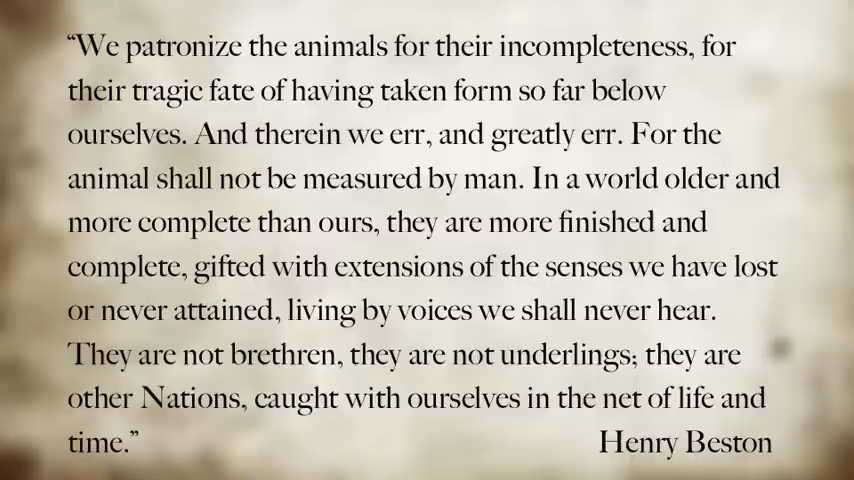 “We patronize the animals for their incompleteness, for
their tragic fate of having taken form so far below
ourselves. And therein we err, and greatly err. For the
animal shall not be measured by man. In a world older and
more complete than ours, they are more finished and
complete, gifted with extensions of the senses we have lost
or never attained, living by voices we shall never hear.
They are not brethren, they are not underlings; they are
other Nations, caught with ourselves in the net of life and
time.” Henry Beston